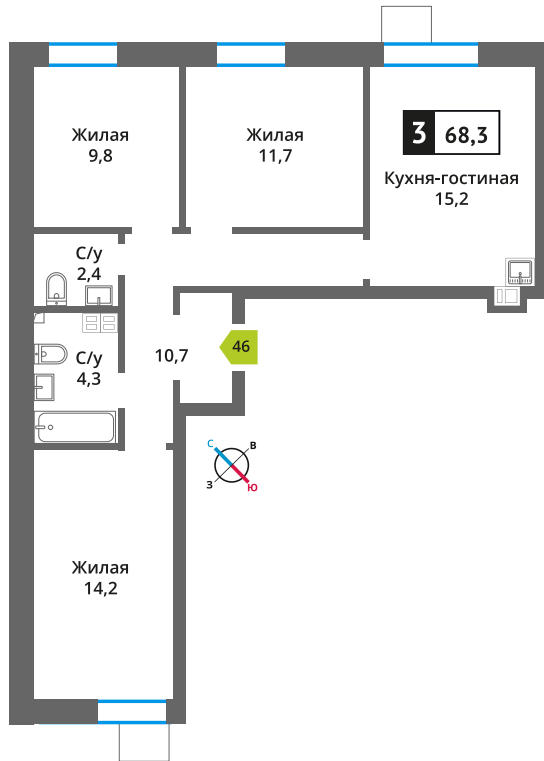 3 68,3
Жилая
9,8
Жилая
11,7
Кухня-гостиная
15,2
С/у
2,4
С/у
4,3
10,7
46
С
В
З
Ю
Жилая
14,2